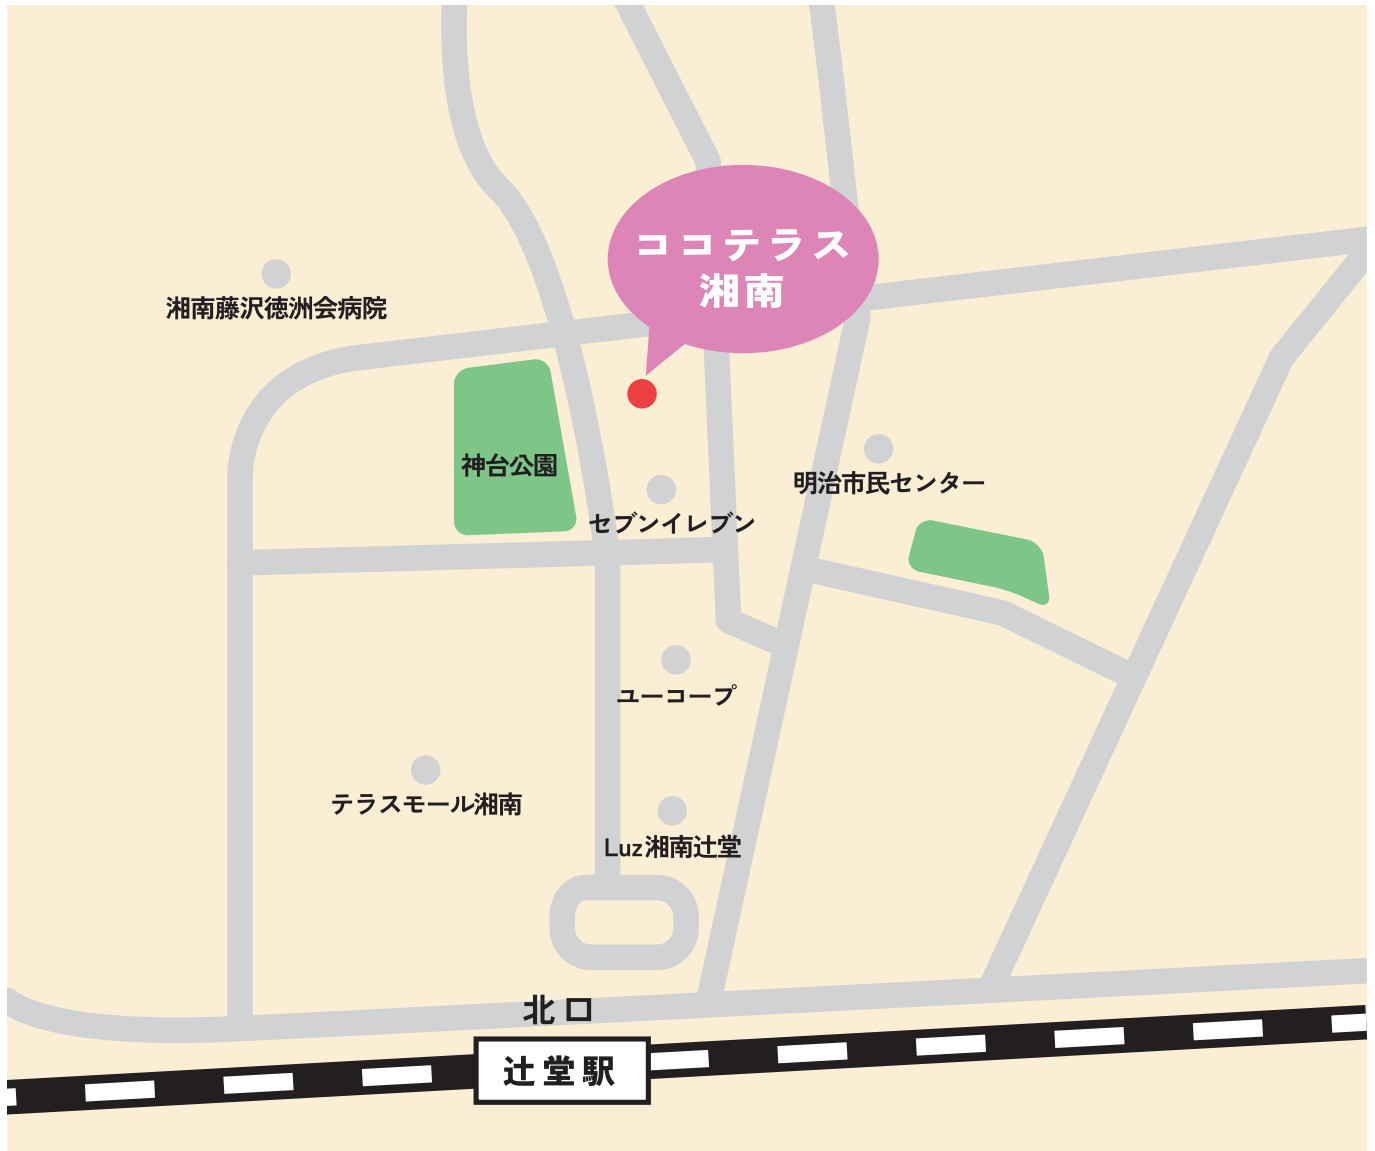 ココテラス
湘南
湘南藤沢徳洲会病院
神台公園
明治市民センター
セブンイレブン
ユーコープ
テラスモール湘南
Luz湘南辻堂
北口
辻堂駅